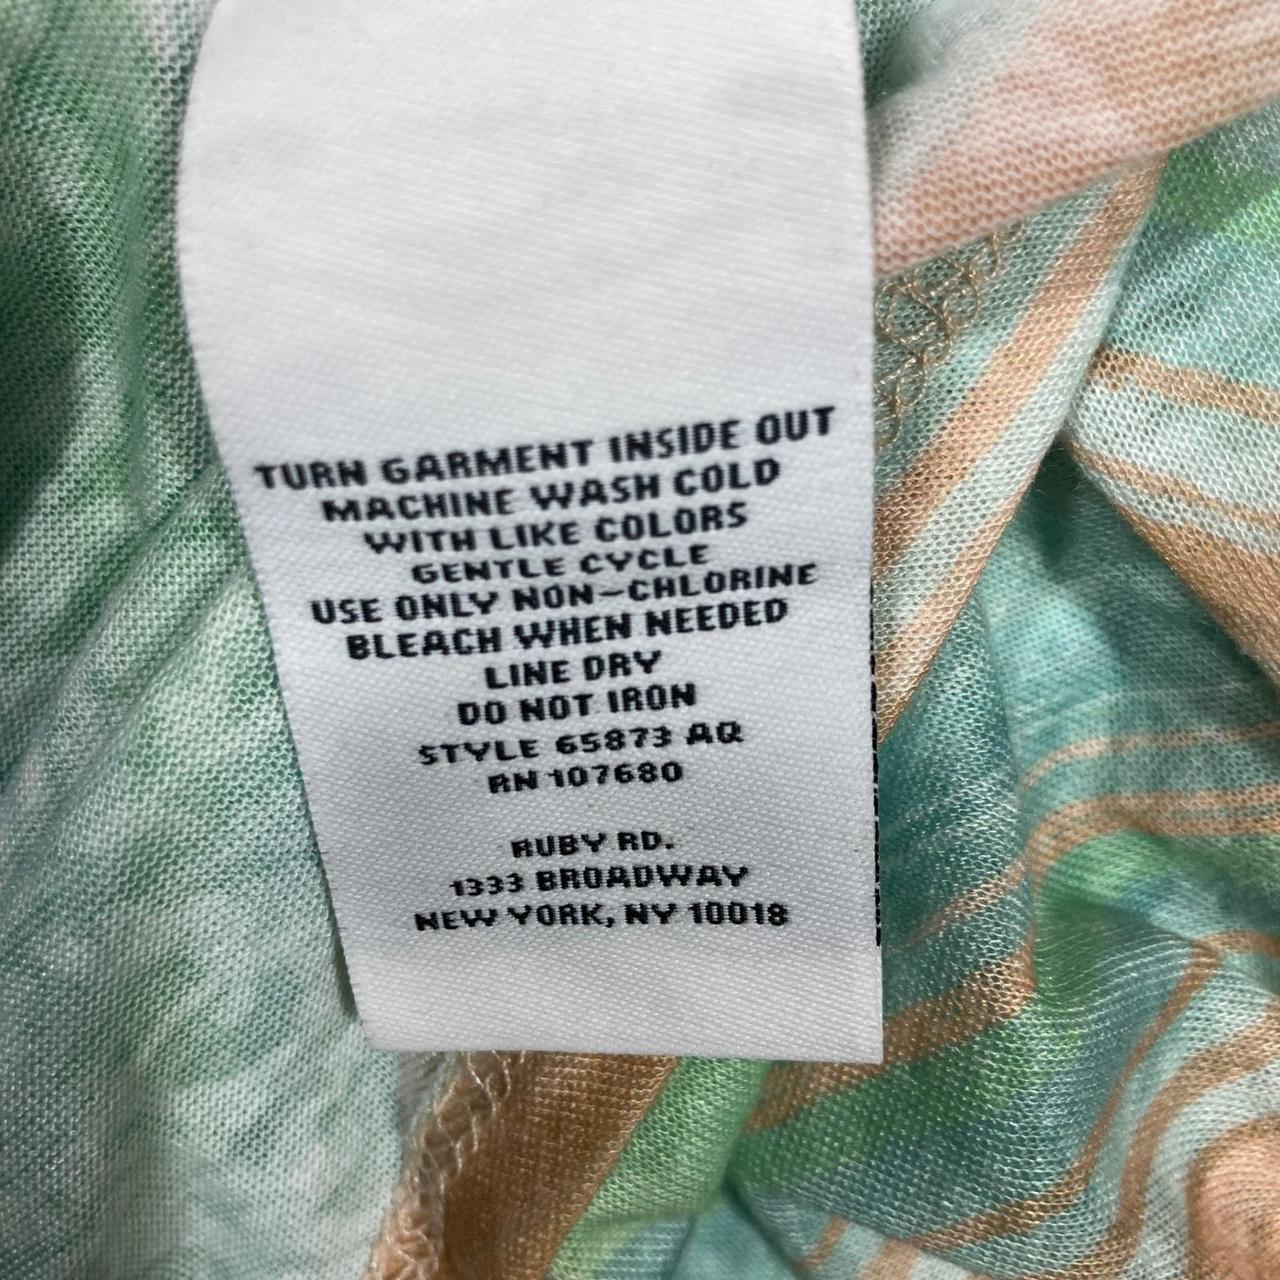 TURN GARMENT INSIDE OUT
MACHINE WASH COLD
WITH LIKE COLORS
GENTLE CYCLE
USE ONLY NON-CHLORINE
BLEACH WHEN NEEDED
LINE DRY
DO NOT IRON
STYLE 65873 AQ
RN 107680
RUBY RD.
1333 BROADWAY
NEW YORK, NY 10018